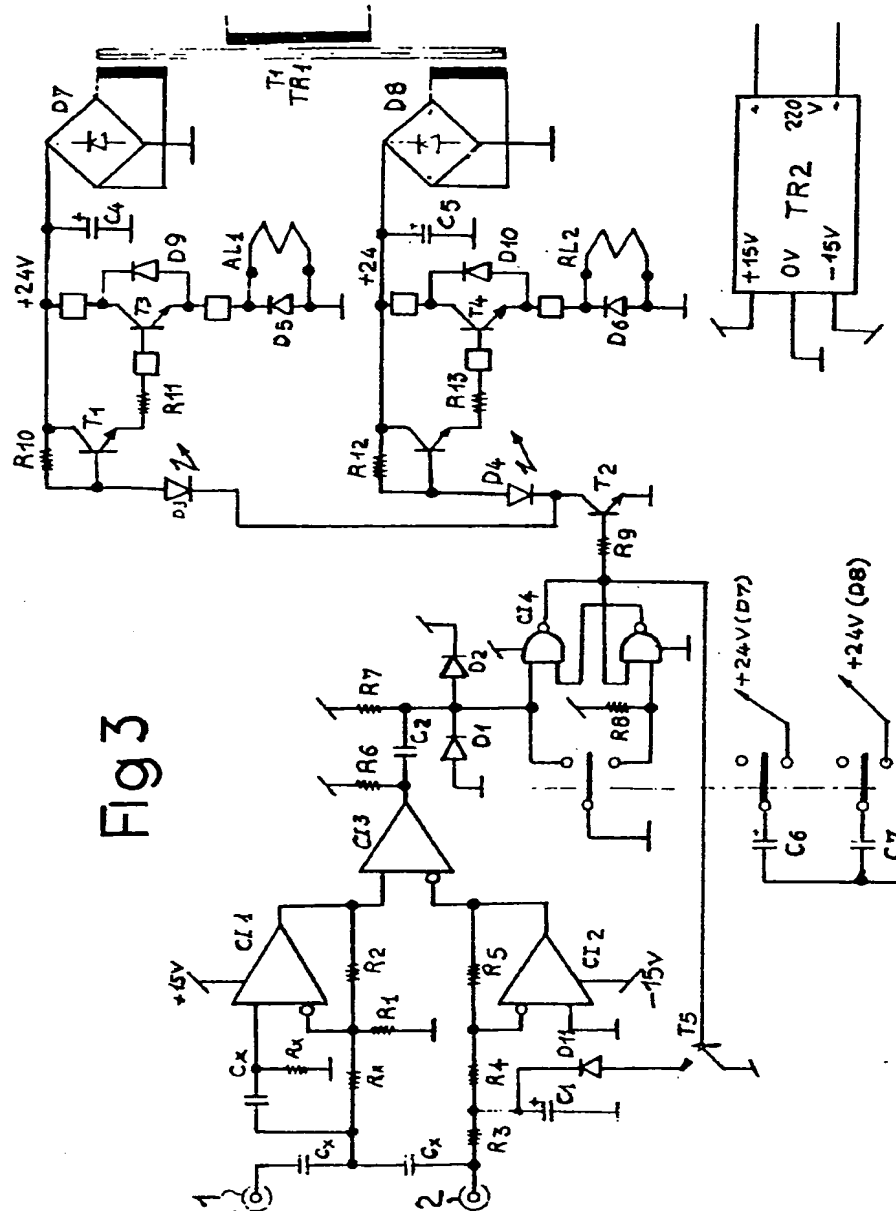 Fig 3
T1
TR1
D7
D8
C4
C5
+24V
+24
D9
D10
T3
T4
AL1
RL2
D5
D6
R10
T1
R11
R12
R13
D4
T2
R9
TR2
+15V
0V
-15V
220
V
+15V
CI1
CI3
R6
C2
R7
D1
D2
CI4
R8
+24V (D7)
+24V (D8)
C6
C7
Cx
Rx
Rx
Cx
Cx
R1
R2
R5
R4
R3
C1
D11
CI2
-15V
T5
1
2